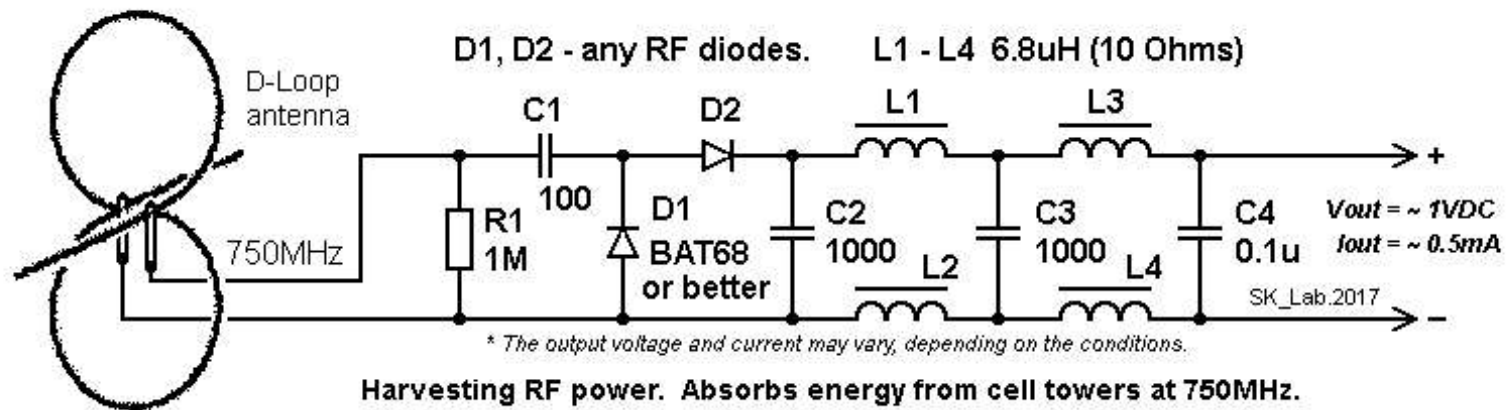 D1, D2 - any RF diodes. L1 - L4 6.8uH (10 Ohms)
D-Loop
antenna
C1
100
D2
L1
L3
750MHz
R1
1M
D1
BAT68
or better
C2
1000
L2
C3
1000
L4
C4
0.1u
+
Vout = ~ 1VDC
Iout = ~ 0.5mA
SK_Lab.2017
–
* The output voltage and current may vary, depending on the conditions.
Harvesting RF power. Absorbs energy from cell towers at 750MHz.